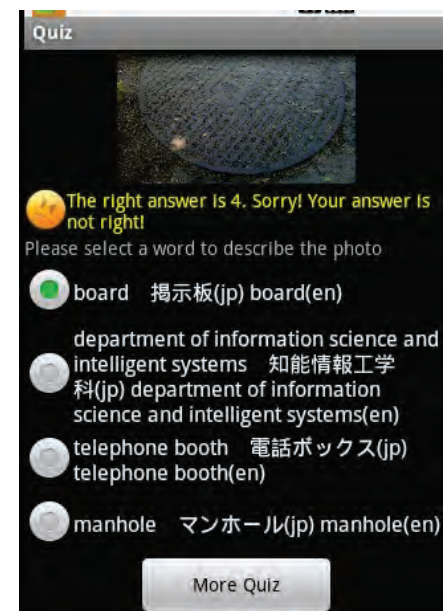 Quiz
The right answer is 4. Sorry! Your answer is
not right!
Please select a word to describe the photo
board 掲示板(jp) board(en)
department of information science and
intelligent systems 知能情報工学
科(jp) department of information
science and intelligent systems(en)
telephone booth 電話ボックス(jp)
telephone booth(en)
manhole マンホール(jp) manhole(en)
More Quiz